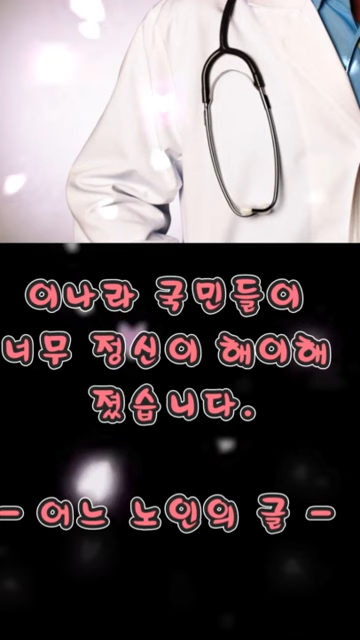 이나라 국민들이
너무 정신이 해이해
졌습니다.
- 어느 노인의 글 -